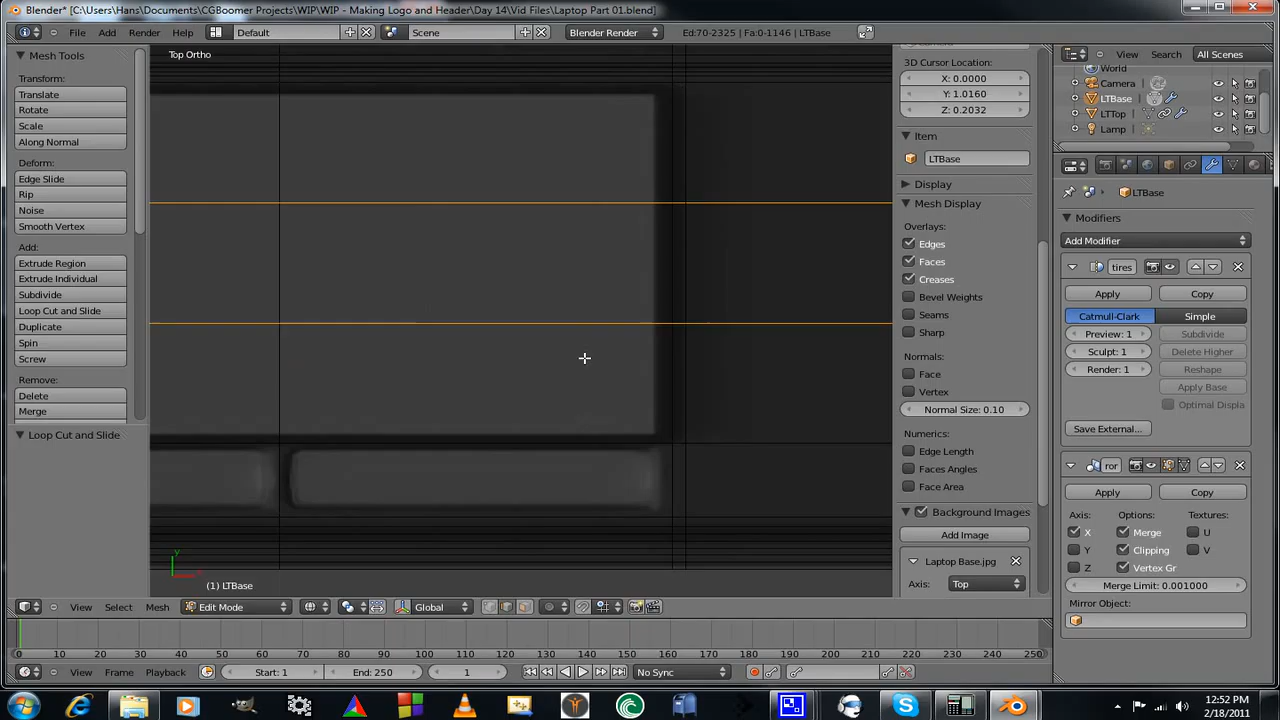 Blender* [C:\Users\Hans\Documents\CGBoomer Projects\WIP\WIP - Making Logo and Header\Day 14\Vid Files\Laptop Part 01.blend]
File Add Render Help Default Scene Blender Render Ed:70-2325 | Fa:0-1146 | LTBase
Mesh Tools
Transform:
Translate
Rotate
Scale
Along Normal
Deform:
Edge Slide
Rip
Noise
Smooth Vertex
Add:
Extrude Region
Extrude Individual
Subdivide
Loop Cut and Slide
Duplicate
Spin
Screw
Remove:
Delete
Merge
Loop Cut and Slide
Top Ortho
y
(1) LTBase
View Select Mesh Edit Mode Global
3D Cursor Location:
X: 0.0000
Y: 1.0160
Z: 0.2032
Item
LTBase
Display
Mesh Display
Overlays:
Edges
Faces
Creases
Bevel Weights
Seams
Sharp
Normals:
Face
Vertex
Normal Size: 0.10
Numerics:
Edge Length
Faces Angles
Face Area
Background Images
Add Image
Laptop Base.jpg
Axis: Top
View Search All Scenes
World
Camera
LTBase
LTTop
Lamp
LTBase
Modifiers
Add Modifier
tires
Apply Copy
Catmull-Clark Simple
Preview: 1 Subdivide
Sculpt: 1 Delete Higher
Render: 1 Reshape
Apply Base
Optimal Displa
Save External...
ror
Apply Copy
Axis: Options: Textures:
X Merge U
Y Clipping V
Z Vertex Gr
Merge Limit: 0.001000
Mirror Object:
0 10 20 30 40 50 60 70 80 90 100 110 120 130 140 150 160 170 180 190 200 210 220 230 240 250
View Frame Playback Start: 1 End: 250 1 No Sync
12:52 PM
2/18/2011